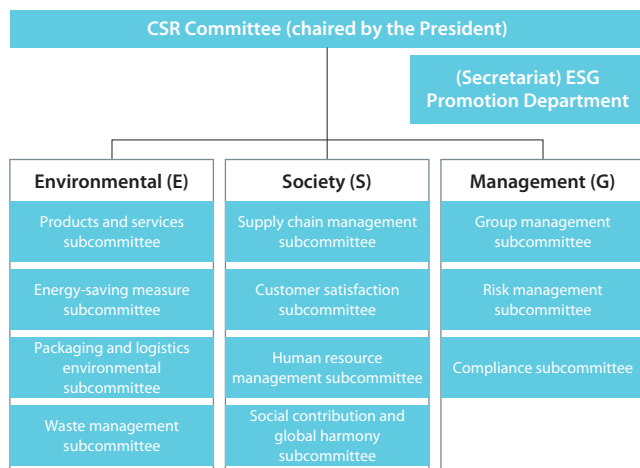 CSR Committee (chaired by the President)
(Secretariat) ESG
Promotion Department
Environmental (E)
Products and services
subcommittee
Energy-saving measure
subcommittee
Packaging and logistics
environmental
subcommittee
Waste management
subcommittee
Society (S)
Supply chain management
subcommittee
Customer satisfaction
subcommittee
Human resource
management subcommittee
Social contribution and
global harmony
subcommittee
Management (G)
Group management
subcommittee
Risk management
subcommittee
Compliance subcommittee